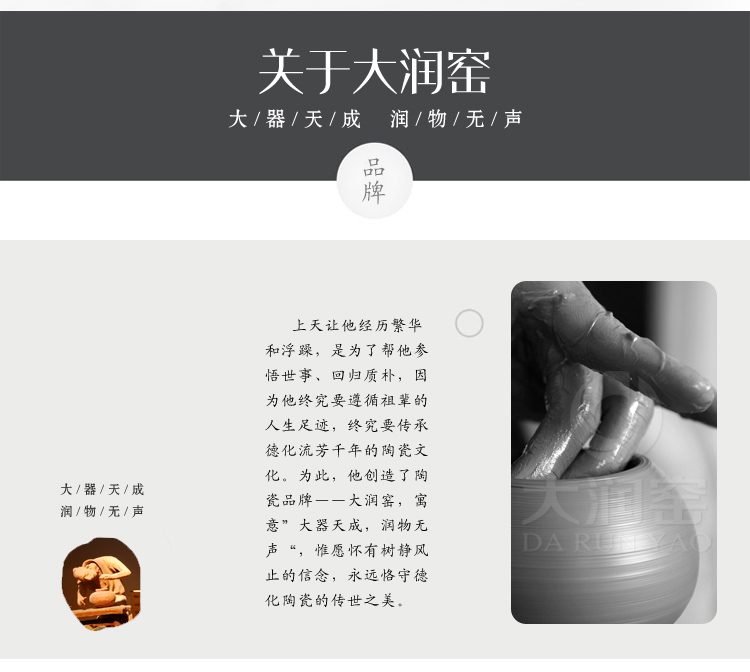 关于大润窑
大/器/天/成 润/物/无/声
品
牌
上天让他经历繁华
和浮躁，是为了帮他参
悟世事、回归质朴，因
为他终究要遵循祖辈的
人生足迹，终究要传承
德化流芳千年的陶瓷文
化。为此，他创造了陶
瓷品牌——大润窑，寓
意”大器天成，润物无
声“，惟愿怀有树静风
止的信念，永远恪守德
化陶瓷的传世之美。
大/器/天/成
润/物/无/声
大润窑
DA RUN YAO